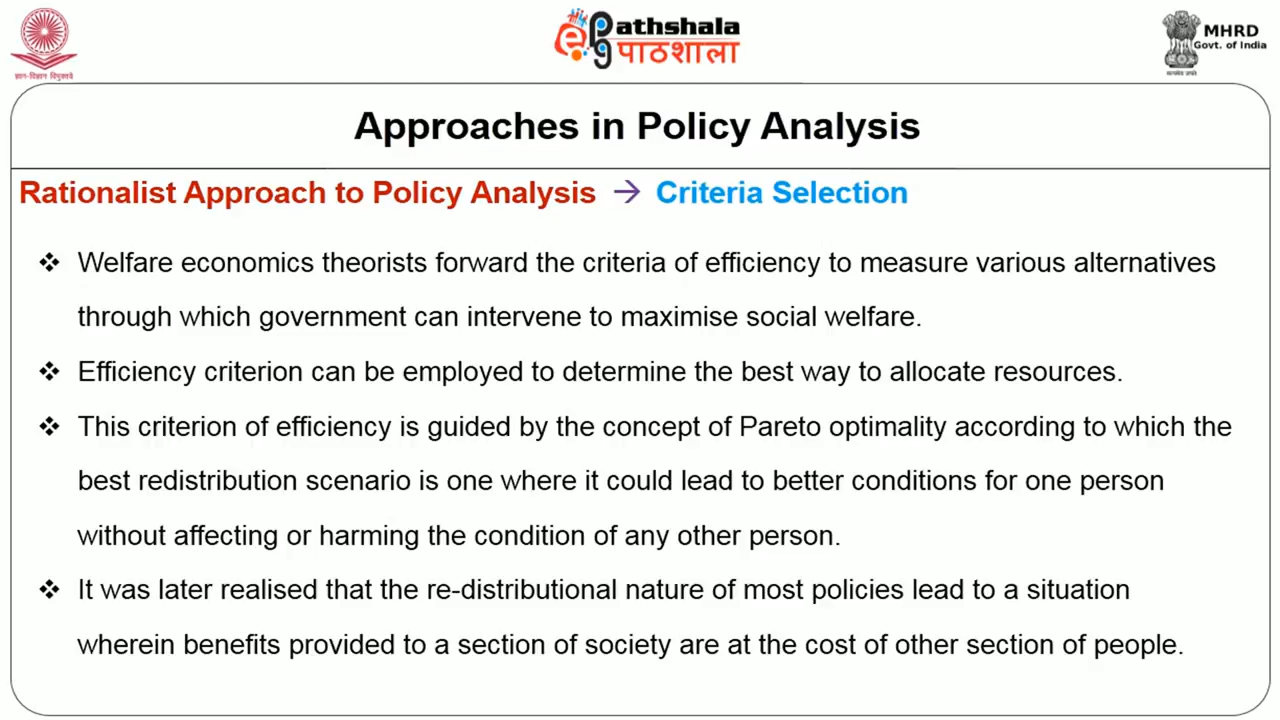 ज्ञान-विज्ञान विमुक्तये
ePG Pathshala
पाठशाला
MHRD
Govt. of India
सत्यमेव जयते
Approaches in Policy Analysis
Rationalist Approach to Policy Analysis → Criteria Selection
❖ Welfare economics theorists forward the criteria of efficiency to measure various alternatives
through which government can intervene to maximise social welfare.
❖ Efficiency criterion can be employed to determine the best way to allocate resources.
❖ This criterion of efficiency is guided by the concept of Pareto optimality according to which the
best redistribution scenario is one where it could lead to better conditions for one person
without affecting or harming the condition of any other person.
❖ It was later realised that the re-distributional nature of most policies lead to a situation
wherein benefits provided to a section of society are at the cost of other section of people.